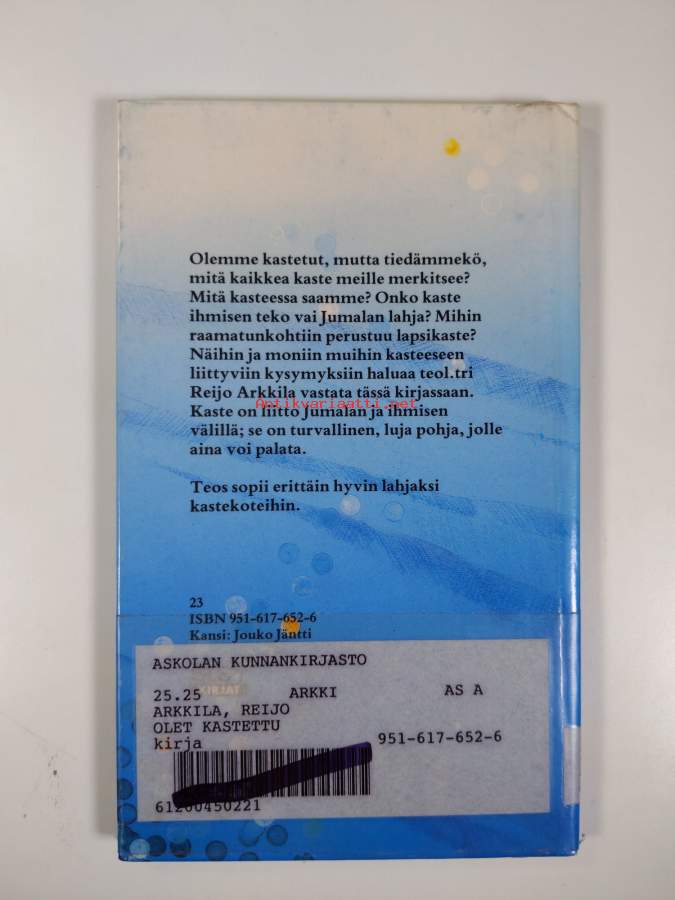 Olemme kastetut, mutta tiedämmekö,
mitä kaikkea kaste meille merkitsee?
Mitä kasteessa saamme? Onko kaste
ihmisen teko vai Jumalan lahja? Mihin
raamatunkohtiin perustuu lapsikaste?
Näihin ja moniin muihin kasteeseen
liittyviin kysymyksiin haluaa teol.tri
Reijo Arkkila vastata tässä kirjassaan.
Antikvariaatti.net
Kaste on liitto Jumalan ja ihmisen
välillä; se on turvallinen, luja pohja, jolle
aina voi palata.
Teos sopii erittäin hyvin lahjaksi
kastekoteihin.
23
ISBN 951-617-652-6
Kansi: Jouko Jäntti
ASKOLAN KUNNANKIRJASTO
KIRJAT
25.25 ARKKI AS A
ARKKILA, REIJO
OLET KASTETTU
kirja 951-617-652-6
61200450221